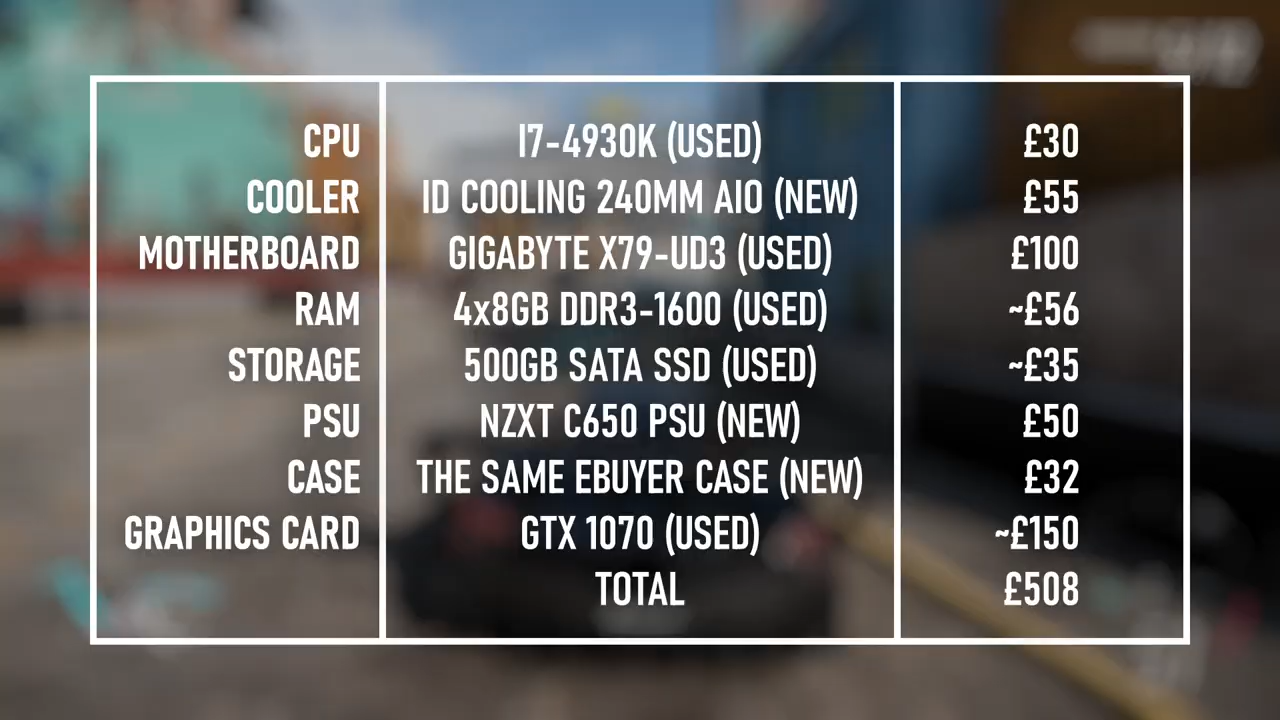 CPU I7-4930K (USED) £30
COOLER ID COOLING 240MM AIO (NEW) £55
MOTHERBOARD GIGABYTE X79-UD3 (USED) £100
RAM 4x8GB DDR3-1600 (USED) ~£56
STORAGE 500GB SATA SSD (USED) ~£35
PSU NZXT C650 PSU (NEW) £50
CASE THE SAME EBUYER CASE (NEW) £32
GRAPHICS CARD GTX 1070 (USED) ~£150
TOTAL £508